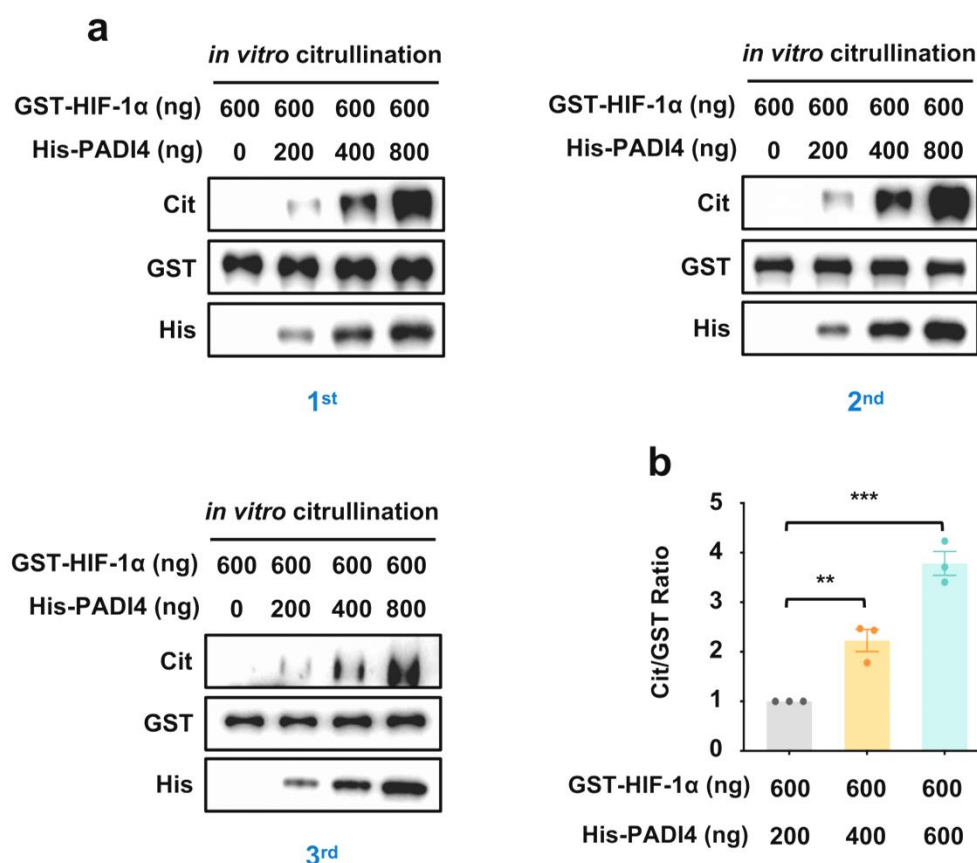 a
in vitro citrullination
GST-HIF-1α (ng) 600 600 600 600
His-PADI4 (ng) 0 200 400 800
Cit
GST
His
1st
in vitro citrullination
GST-HIF-1α (ng) 600 600 600 600
His-PADI4 (ng) 0 200 400 800
Cit
GST
His
2nd
in vitro citrullination
GST-HIF-1α (ng) 600 600 600 600
His-PADI4 (ng) 0 200 400 800
Cit
GST
His
3rd
b
Cit/GST Ratio
5
4
3
2
1
0
***
**
GST-HIF-1α (ng) 600 600 600
His-PADI4 (ng) 200 400 600